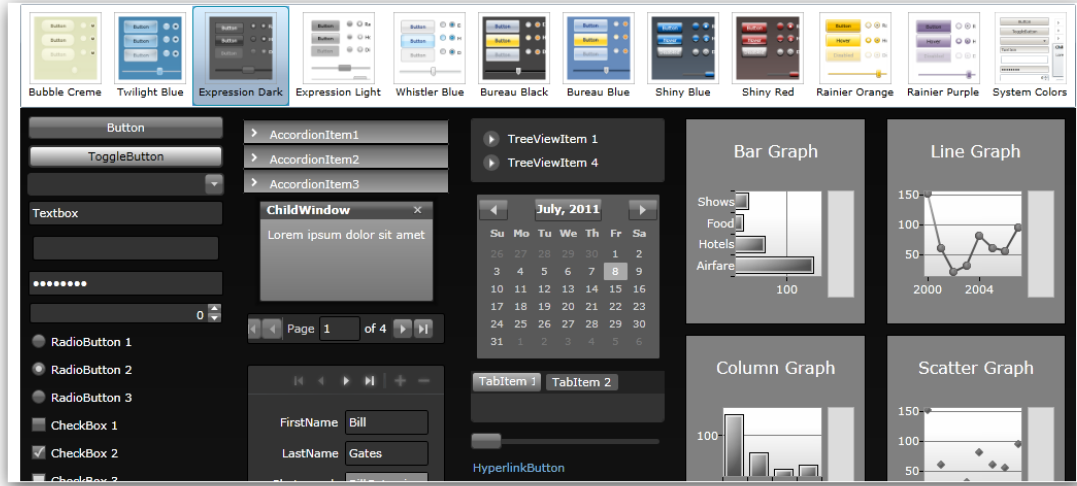 Bubble Creme
Twilight Blue
Expression Dark
Expression Light
Whistler Blue
Bureau Black
Bureau Blue
Shiny Blue
Shiny Red
Rainier Orange
Rainier Purple
System Colors
Button
ToggleButton
Textbox
0
RadioButton 1
RadioButton 2
RadioButton 3
CheckBox 1
CheckBox 2
CheckBox 3
AccordionItem1
AccordionItem2
AccordionItem3
ChildWindow
Lorem ipsum dolor sit amet
Page 1 of 4
FirstName Bill
LastName Gates
TreeViewItem 1
TreeViewItem 4
July, 2011
Su Mo Tu We Th Fr Sa
26 27 28 29 30 1 2
3 4 5 6 7 8 9
10 11 12 13 14 15 16
17 18 19 20 21 22 23
24 25 26 27 28 29 30
31 1 2 3 4 5 6
TabItem 1 TabItem 2
HyperlinkButton
Bar Graph
Shows
Food
Hotels
Airfare
100
Line Graph
150
100
50
2000 2004
Column Graph
100
Scatter Graph
150
100
50